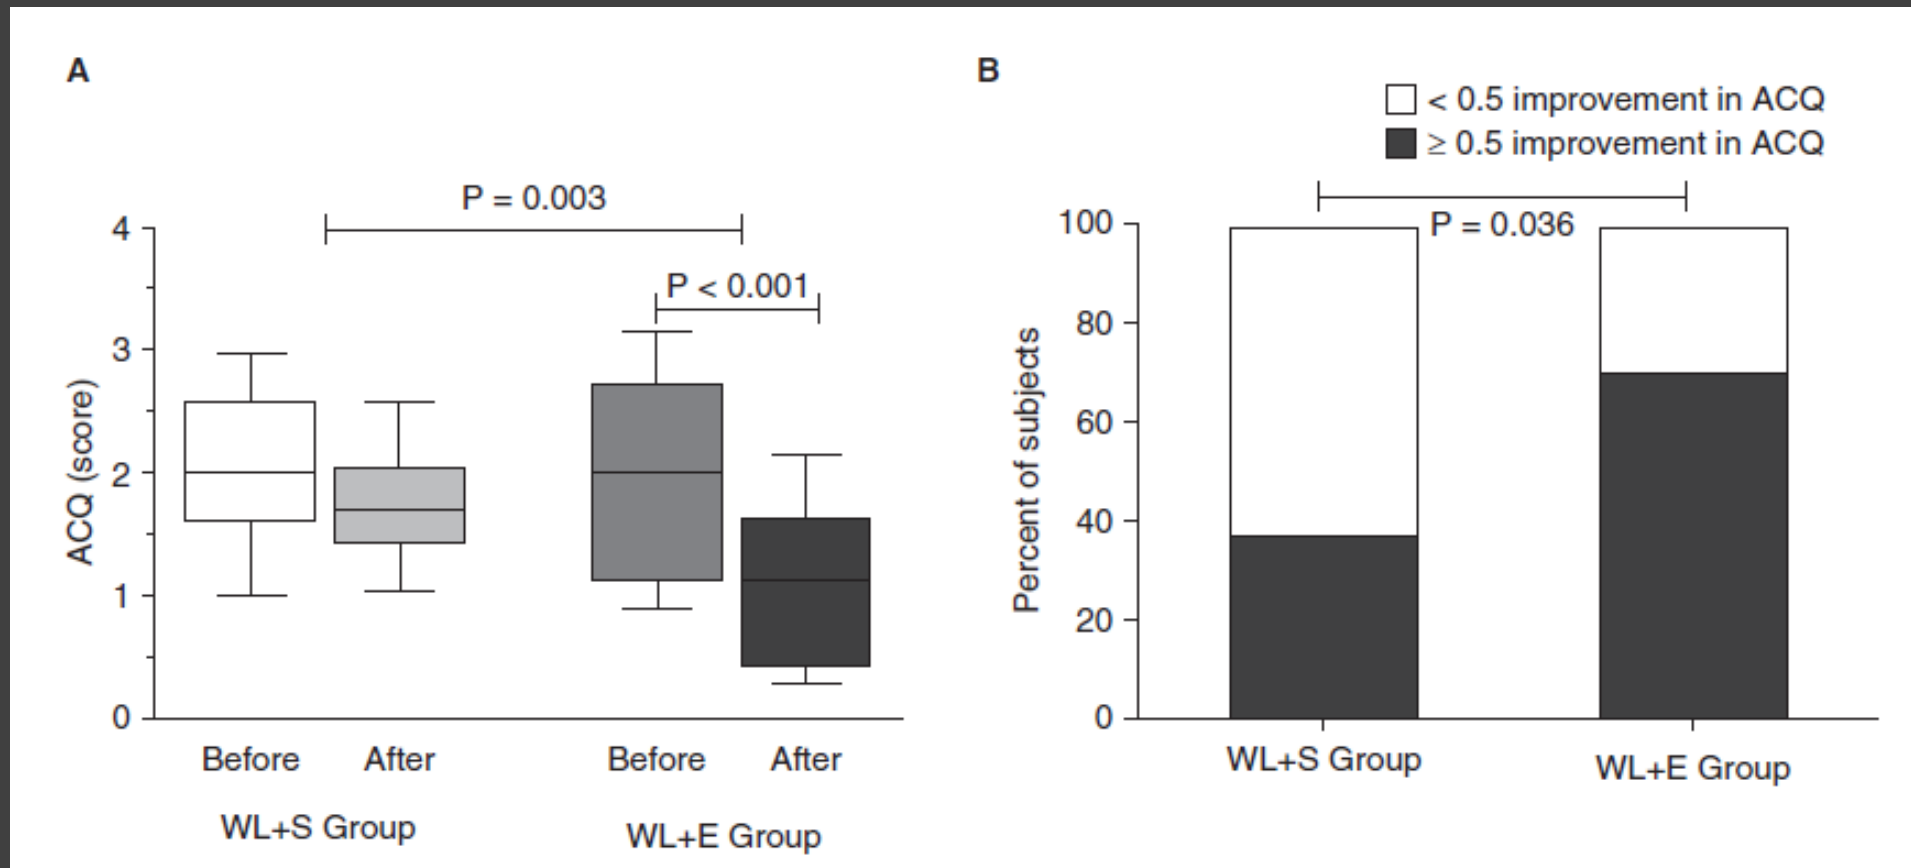 A
P = 0.003
P < 0.001
4
3
2
1
0
ACQ (score)
Before
After
Before
After
WL+S Group
WL+E Group
B
< 0.5 improvement in ACQ
≥ 0.5 improvement in ACQ
P = 0.036
100
80
60
40
20
0
Percent of subjects
WL+S Group
WL+E Group